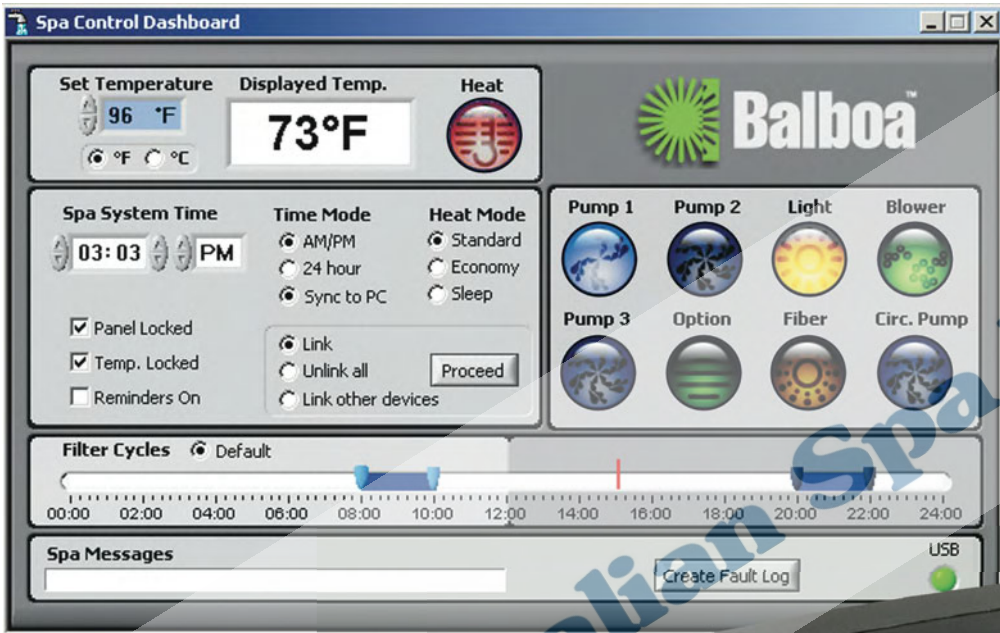 Spa Control Dashboard
Set Temperature
96 °F
°F °C
Displayed Temp.
73°F
Heat
Balboa™
Spa System Time
03:03 PM
Time Mode
AM/PM
24 hour
Sync to PC
Heat Mode
Standard
Economy
Sleep
Panel Locked
Temp. Locked
Reminders On
Link
Unlink all
Link other devices
Proceed
Pump 1 Pump 2 Light Blower
Pump 3 Option Fiber Circ. Pump
Filter Cycles Default
00:00 02:00 04:00 06:00 08:00 10:00 12:00 14:00 16:00 18:00 20:00 22:00 24:00
Spa Messages
Create Fault Log
USB
lian Spa